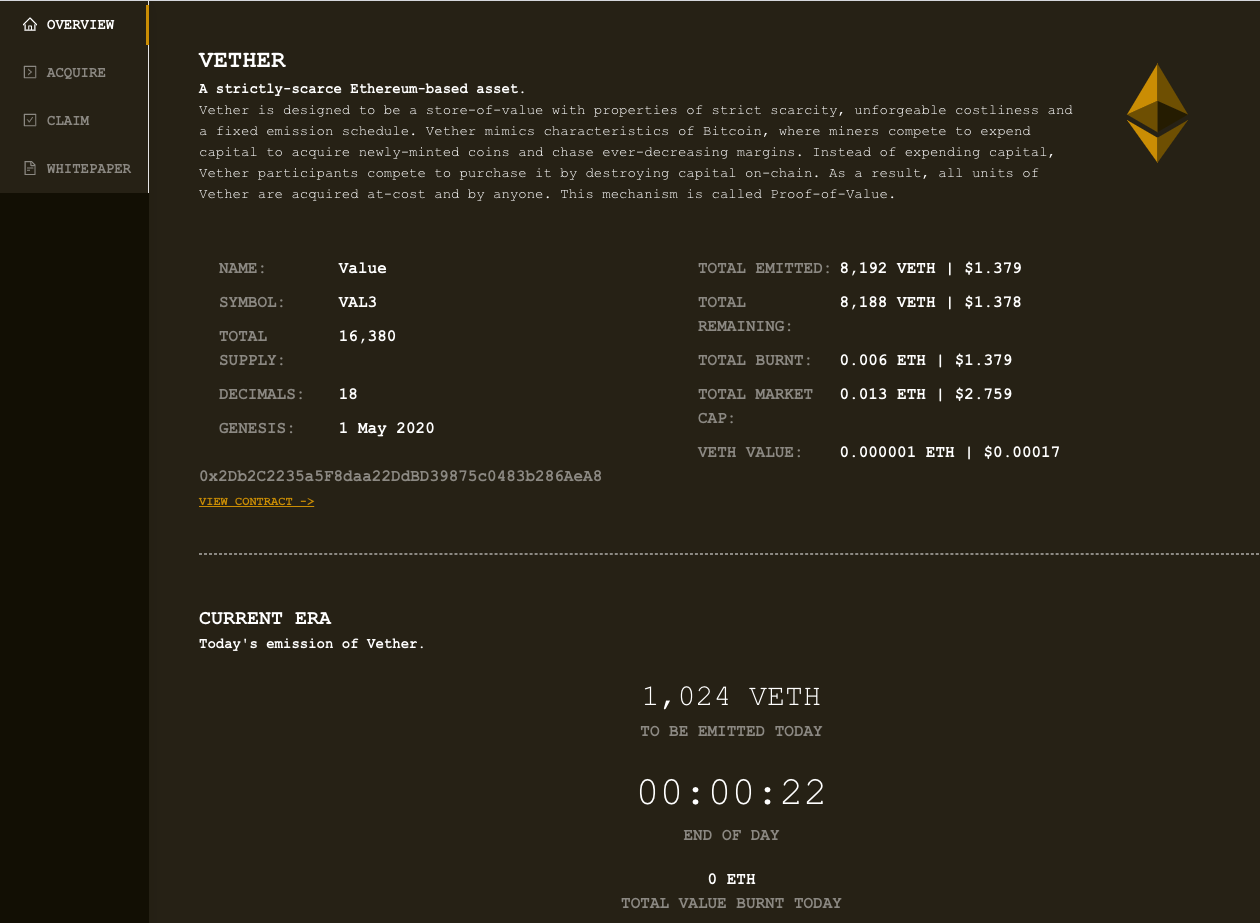 OVERVIEW
ACQUIRE
CLAIM
WHITEPAPER
VETHER
A strictly-scarce Ethereum-based asset.
Vether is designed to be a store-of-value with properties of strict scarcity, unforgeable costliness and
a fixed emission schedule. Vether mimics characteristics of Bitcoin, where miners compete to expend
capital to acquire newly-minted coins and chase ever-decreasing margins. Instead of expending capital,
Vether participants compete to purchase it by destroying capital on-chain. As a result, all units of
Vether are acquired at-cost and by anyone. This mechanism is called Proof-of-Value.
NAME: Value
SYMBOL: VAL3
TOTAL 16,380
SUPPLY:
DECIMALS: 18
GENESIS: 1 May 2020
0x2Db2C2235a5F8daa22DdBD39875c0483b286AeA8
VIEW CONTRACT ->
TOTAL EMITTED: 8,192 VETH | $1.379
TOTAL 8,188 VETH | $1.378
REMAINING:
TOTAL BURNT: 0.006 ETH | $1.379
TOTAL MARKET 0.013 ETH | $2.759
CAP:
VETH VALUE: 0.000001 ETH | $0.00017
CURRENT ERA
Today's emission of Vether.
1,024 VETH
TO BE EMITTED TODAY
00:00:22
END OF DAY
0 ETH
TOTAL VALUE BURNT TODAY